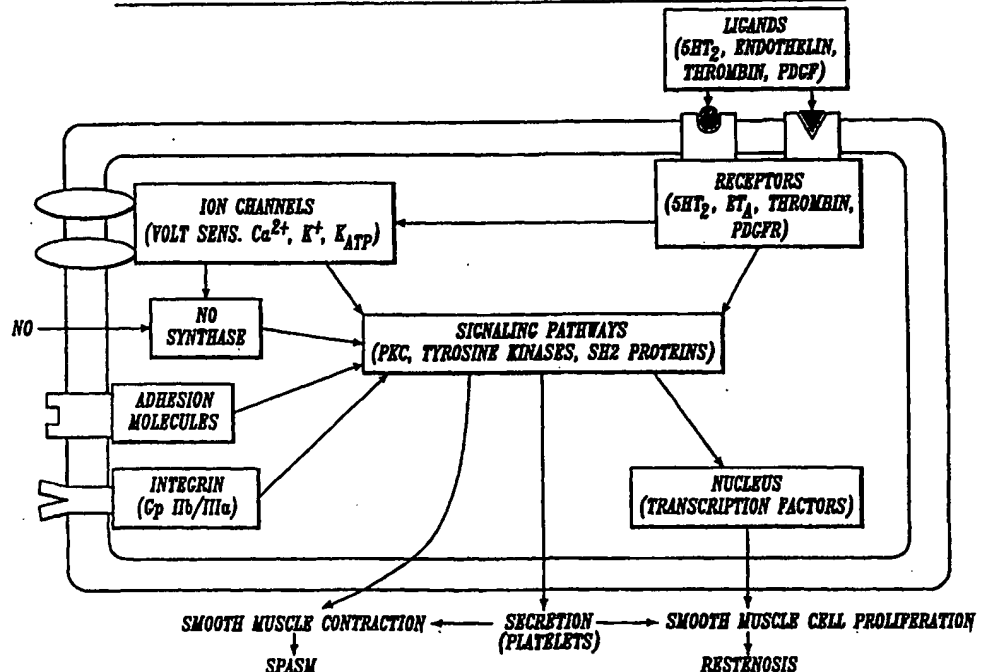 LIGANDS
(5HT2, ENDOTHELIN,
THROMBIN, PDGF)
RECEPTORS
(5HT2, ETA, THROMBIN,
PDGFR)
ION CHANNELS
(VOLT SENS. Ca2+, K+, KATP)
NO
NO
SYNTHASE
SIGNALING PATHWAYS
(PKC, TYROSINE KINASES, SH2 PROTEINS)
ADHESION
MOLECULES
INTEGRIN
(Gp IIb/IIIa)
NUCLEUS
(TRANSCRIPTION FACTORS)
SMOOTH MUSCLE CONTRACTION
SECRETION
(PLATELETS)
SMOOTH MUSCLE CELL PROLIFERATION
SPASM
RESTENOSIS